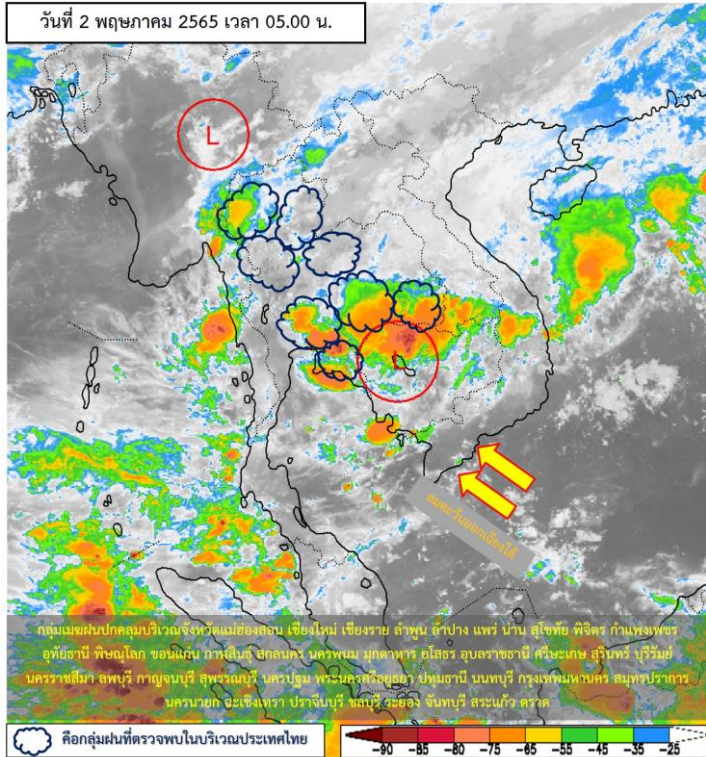 วันที่ 2 พฤษภาคม 2565 เวลา 05.00 น.
L
L
ลมตะวันออกเฉียงใต้
กลุ่มเมฆฝนปกคลุมบริเวณจังหวัดแม่ฮ่องสอน เชียงใหม่ เชียงราย ลำพูน ลำปาง แพร่ น่าน สุโขทัย พิจิตร กำแพงเพชร
อุทัยธานี พิษณุโลก ขอนแก่น กาฬสินธุ์ สกลนคร นครพนม มุกดาหาร ยโสธร อุบลราชธานี ศรีษะเกษ สุรินทร์ บุรีรัมย์
นครราชสีมา ลพบุรี กาญจนบุรี สุพรรณบุรี นครปฐม พระนครศรีอยุธยา ปทุมธานี นนทบุรี กรุงเทพมหานคร สมุทรปราการ
นครนายก ฉะเชิงเทรา ปราจีนบุรี ชลบุรี ระยอง จันทบุรี สระแก้ว ตราด
คือกลุ่มฝนที่ตรวจพบในบริเวณประเทศไทย
-90 -85 -80 -75 -65 -55 -45 -35 -25